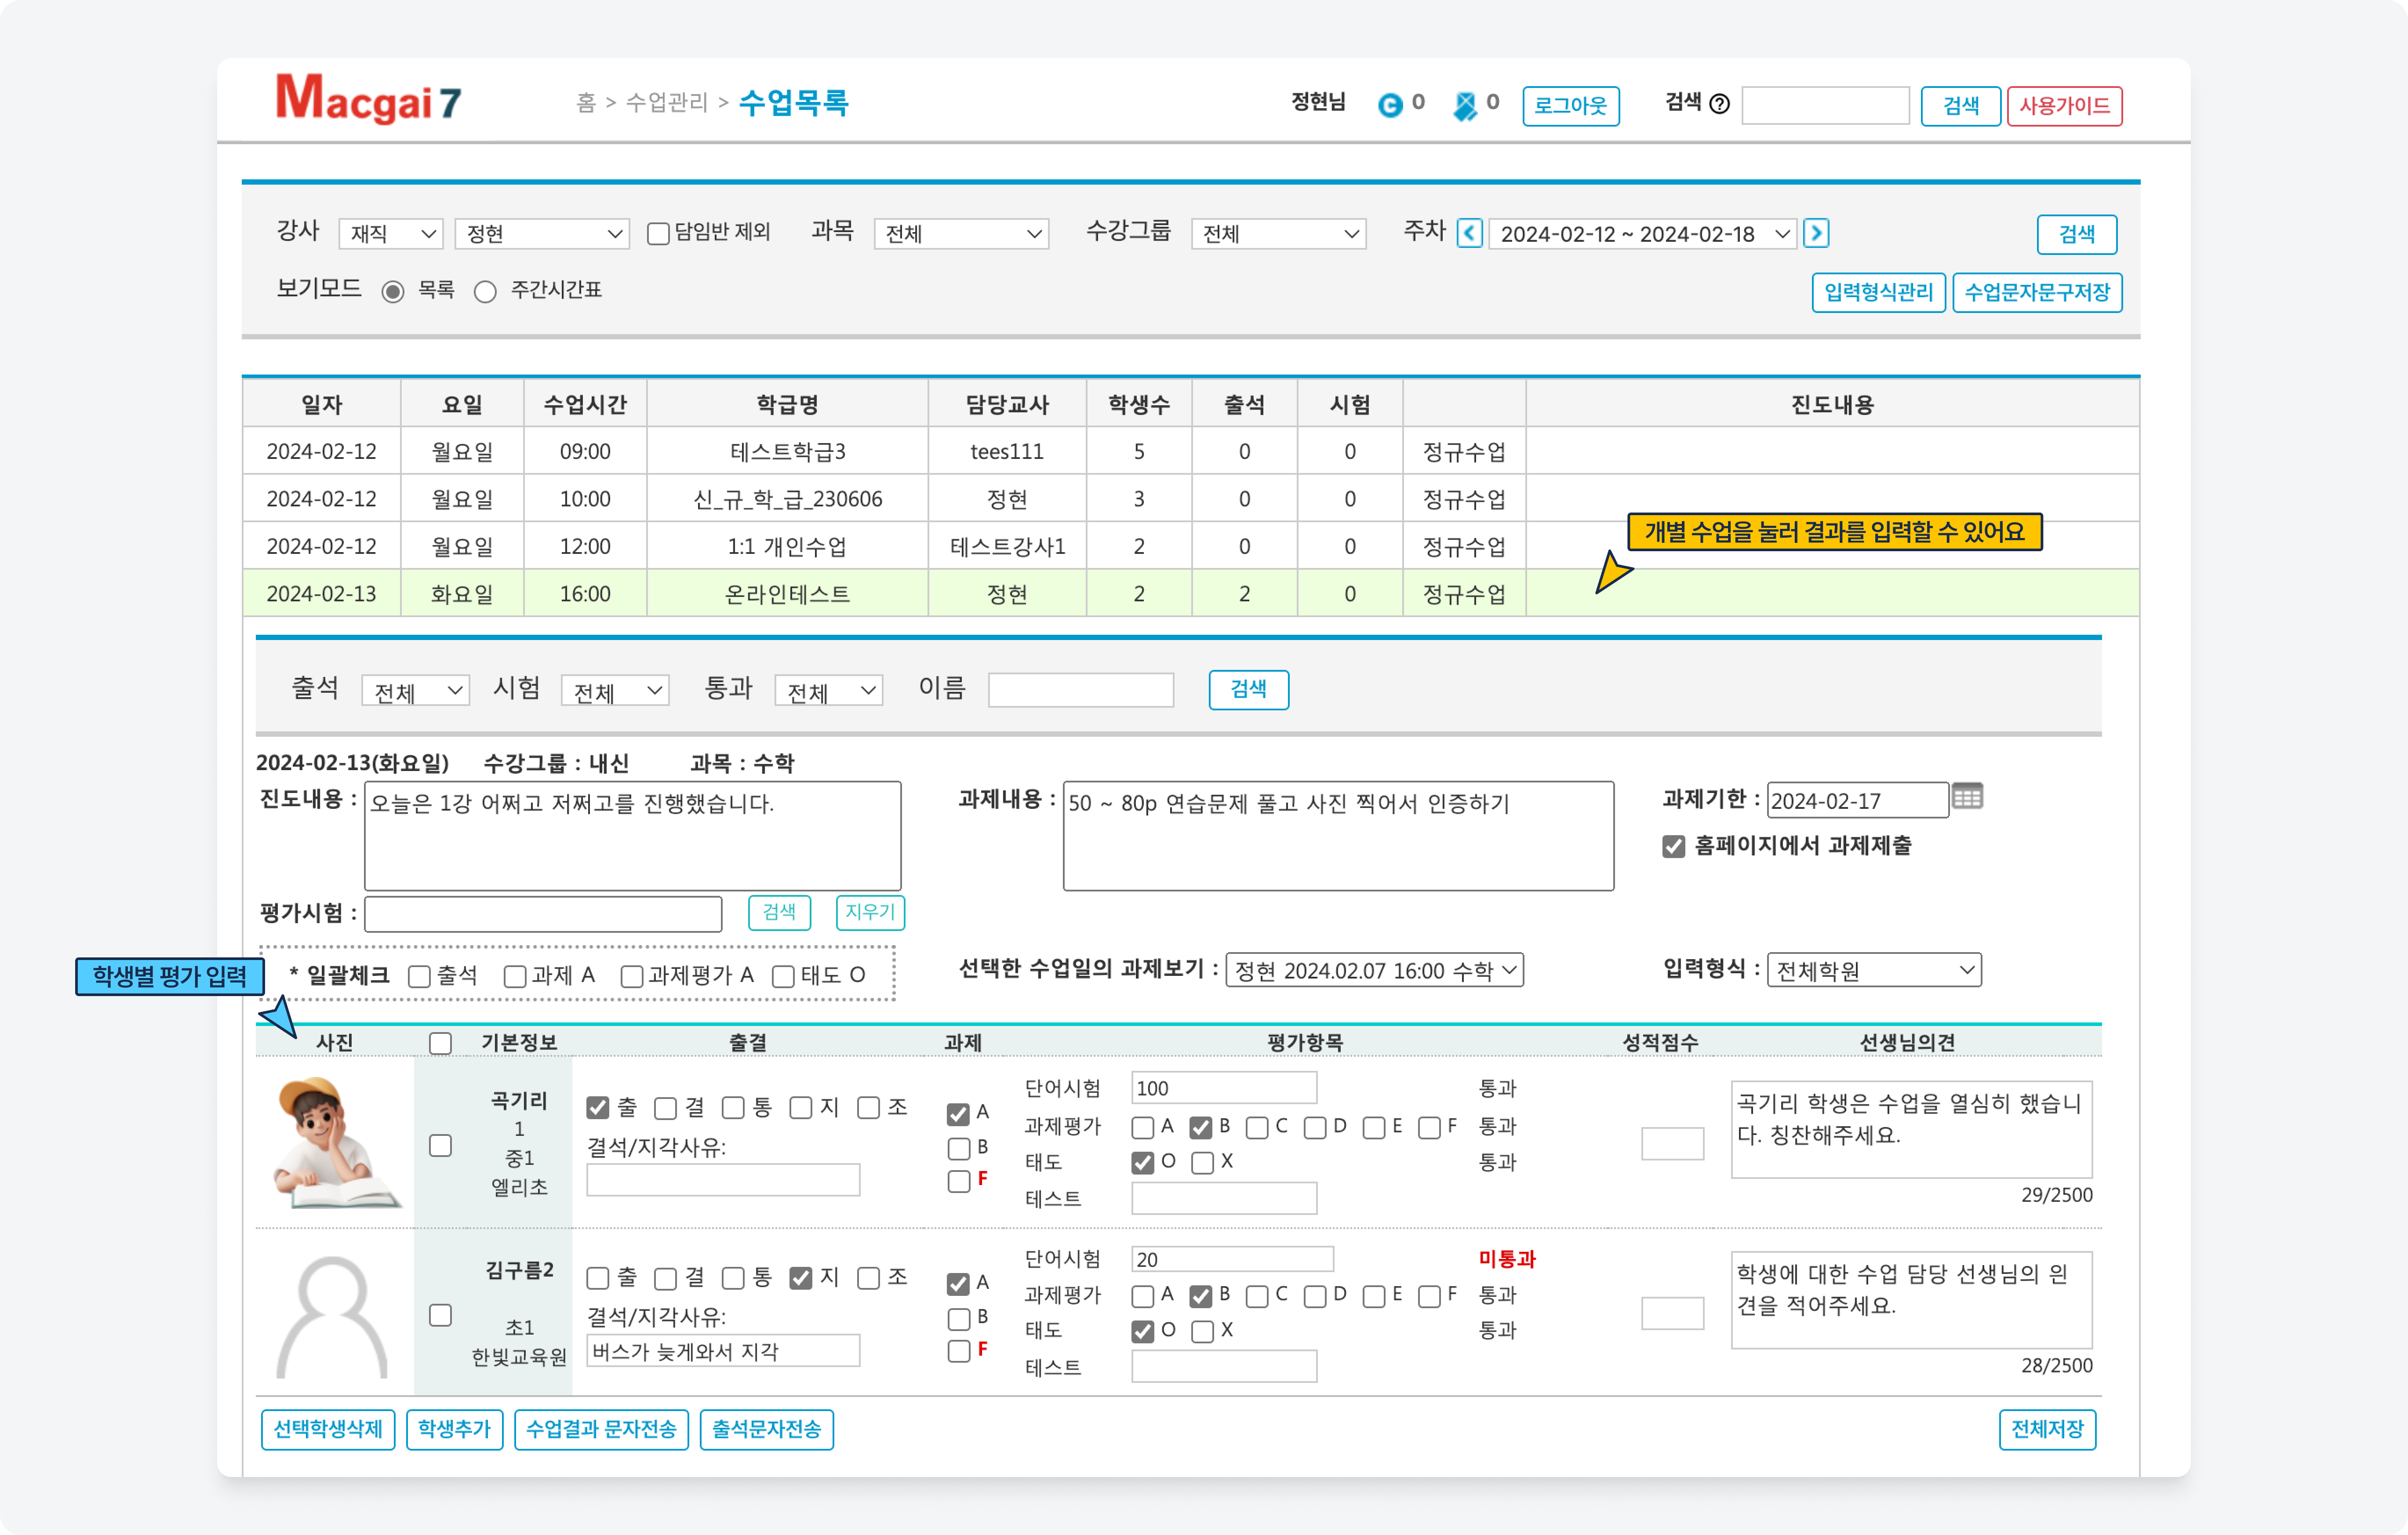 Macgai 7
홈 > 수업관리 > 수업목록
정현님 C 0 0 로그아웃 검색 ? 검색 사용가이드
강사 재직 정현 담임반 제외 과목 전체 수강그룹 전체 주차 < 2024-02-12 ~ 2024-02-18 > 검색
보기모드 목록 주간시간표 입력형식관리 수업문자문구저장
일자 요일 수업시간 학급명 담당교사 학생수 출석 시험 진도내용
2024-02-12 월요일 09:00 테스트학급3 tees111 5 0 0 정규수업
2024-02-12 월요일 10:00 신_규_학_급_230606 정현 3 0 0 정규수업
개별 수업을 눌러 결과를 입력할 수 있어요
2024-02-12 월요일 12:00 1:1 개인수업 테스트강사1 2 0 0 정규수업
2024-02-13 화요일 16:00 온라인테스트 정현 2 2 0 정규수업
출석 전체 시험 전체 통과 전체 이름 검색
2024-02-13(화요일) 수강그룹 : 내신 과목 : 수학
진도내용 : 오늘은 1강 어쩌고 저쩌고를 진행했습니다. 과제내용 : 50 ~ 80p 연습문제 풀고 사진 찍어서 인증하기 과제기한 : 2024-02-17
홈페이지에서 과제제출
평가시험 : 검색 지우기
학생별 평가 입력
* 일괄체크 출석 과제 A 과제평가 A 태도 O 선택한 수업일의 과제보기 : 정현 2024.02.07 16:00 수학 입력형식 : 전체학원
사진 기본정보 출결 과제 평가항목 성적점수 선생님의견
곡기리
1
중1
엘리초
출 결 통 지 조
결석/지각사유:
A
B
F
단어시험 100 통과
과제평가 A B C D E F 통과
태도 O X 통과
테스트
곡기리 학생은 수업을 열심히 했습니
다. 칭찬해주세요.
29/2500
김구름2
초1
한빛교육원
출 결 통 지 조
결석/지각사유:
버스가 늦게와서 지각
A
B
F
단어시험 20 미통과
과제평가 A B C D E F 통과
태도 O X 통과
테스트
학생에 대한 수업 담당 선생님의 읜
견을 적어주세요.
28/2500
선택학생삭제 학생추가 수업결과 문자전송 출석문자전송 전체저장